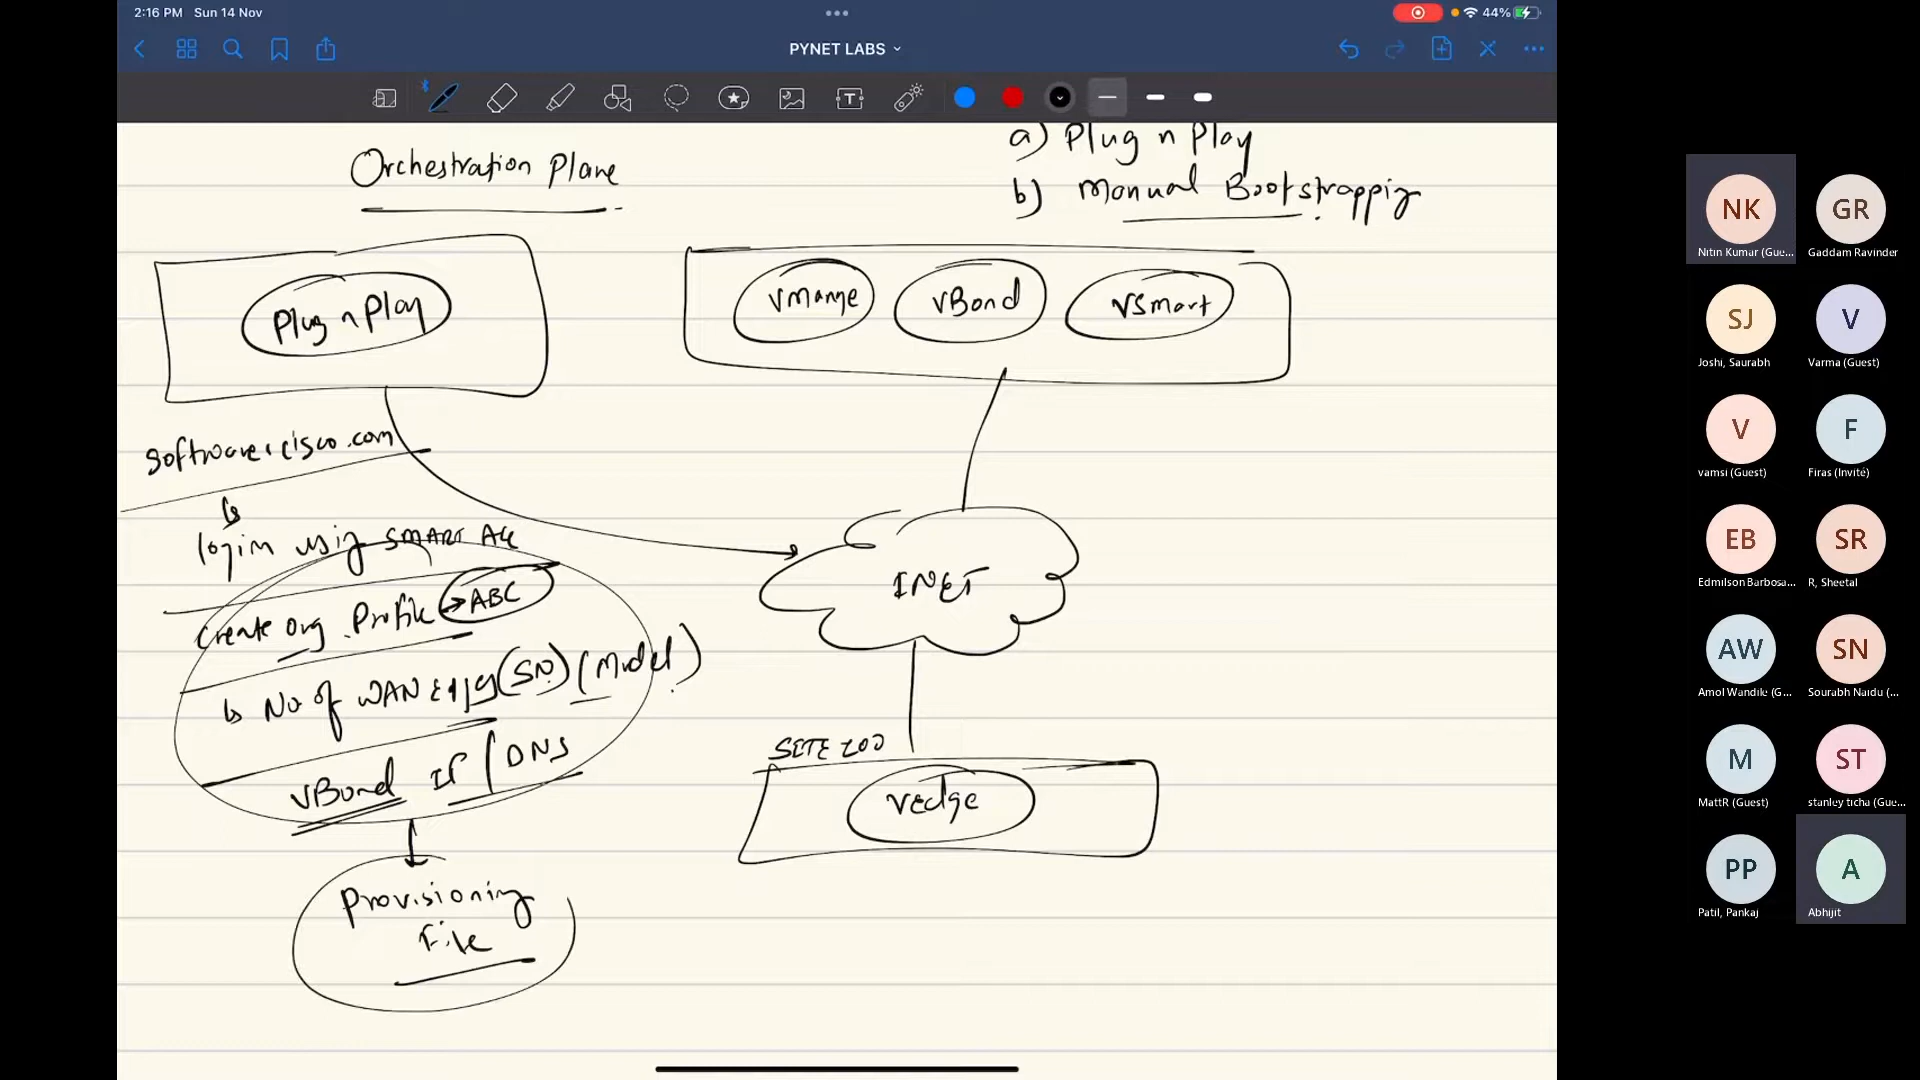 2:16 PM Sun 14 Nov
44%
PYNET LABS
a) Plug n Play
Orchestration Plane
b) Manual Bootstrapping
Plug n Play
vManye
vBond
vSmart
software.cisco.com
login using SMART Acc
INET
create org. Profile → ABC
No of WAN Edge (SN) (Model)
SITE 200
vBond IP / DNS
vEdge
Provisioning
File
NK
GR
Nitin Kumar (Gue...
Gaddam Ravinder
SJ
V
Joshi, Saurabh
Varma (Guest)
V
F
vamsi (Guest)
Firas (Invité)
EB
SR
Edmilson Barbosa...
R, Sheetal
AW
SN
Amol Wandile (G...
Sourabh Naidu (...
M
ST
MattR (Guest)
stanley ticha (Gue...
PP
A
Patil, Pankaj
Abhijit